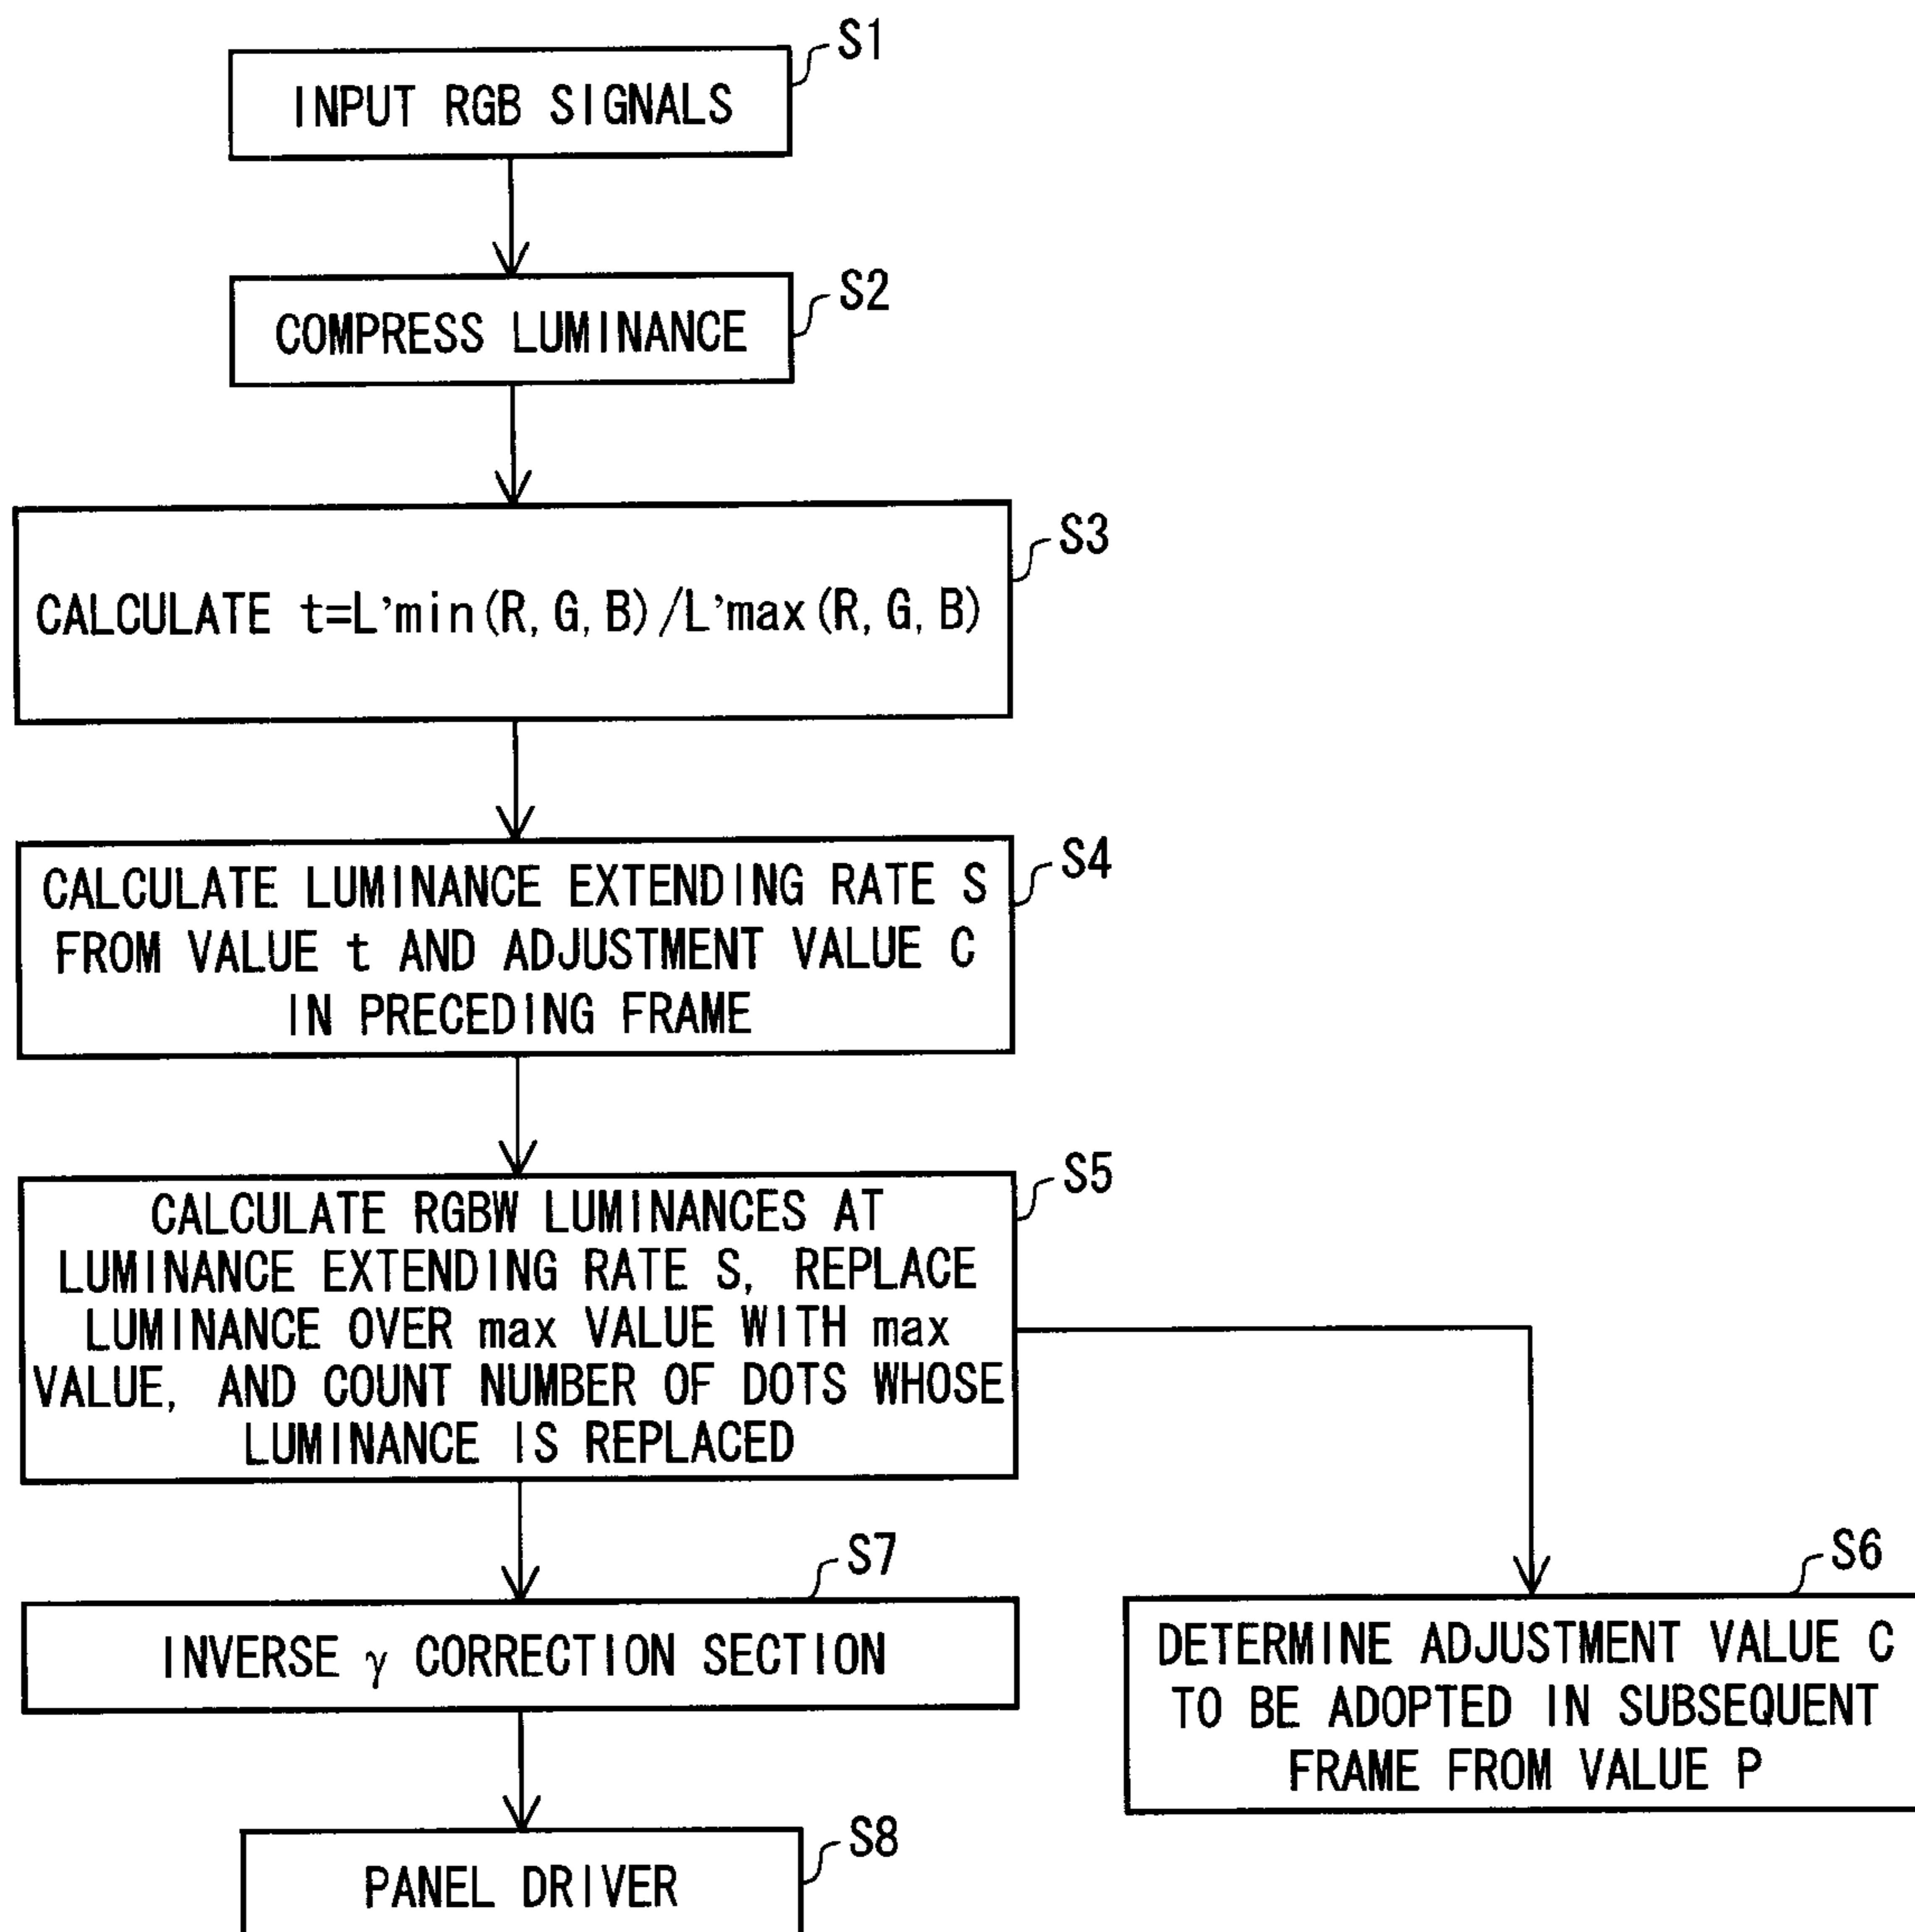 S1
INPUT RGB SIGNALS
S2
COMPRESS LUMINANCE
S3
CALCULATE t=L'min(R, G, B)/L'max(R, G, B)
S4
CALCULATE LUMINANCE EXTENDING RATE S
FROM VALUE t AND ADJUSTMENT VALUE C
IN PRECEDING FRAME
S5
CALCULATE RGBW LUMINANCES AT
LUMINANCE EXTENDING RATE S, REPLACE
LUMINANCE OVER max VALUE WITH max
VALUE, AND COUNT NUMBER OF DOTS WHOSE
LUMINANCE IS REPLACED
S7
INVERSE γ CORRECTION SECTION
S6
DETERMINE ADJUSTMENT VALUE C
TO BE ADOPTED IN SUBSEQUENT
FRAME FROM VALUE P
S8
PANEL DRIVER